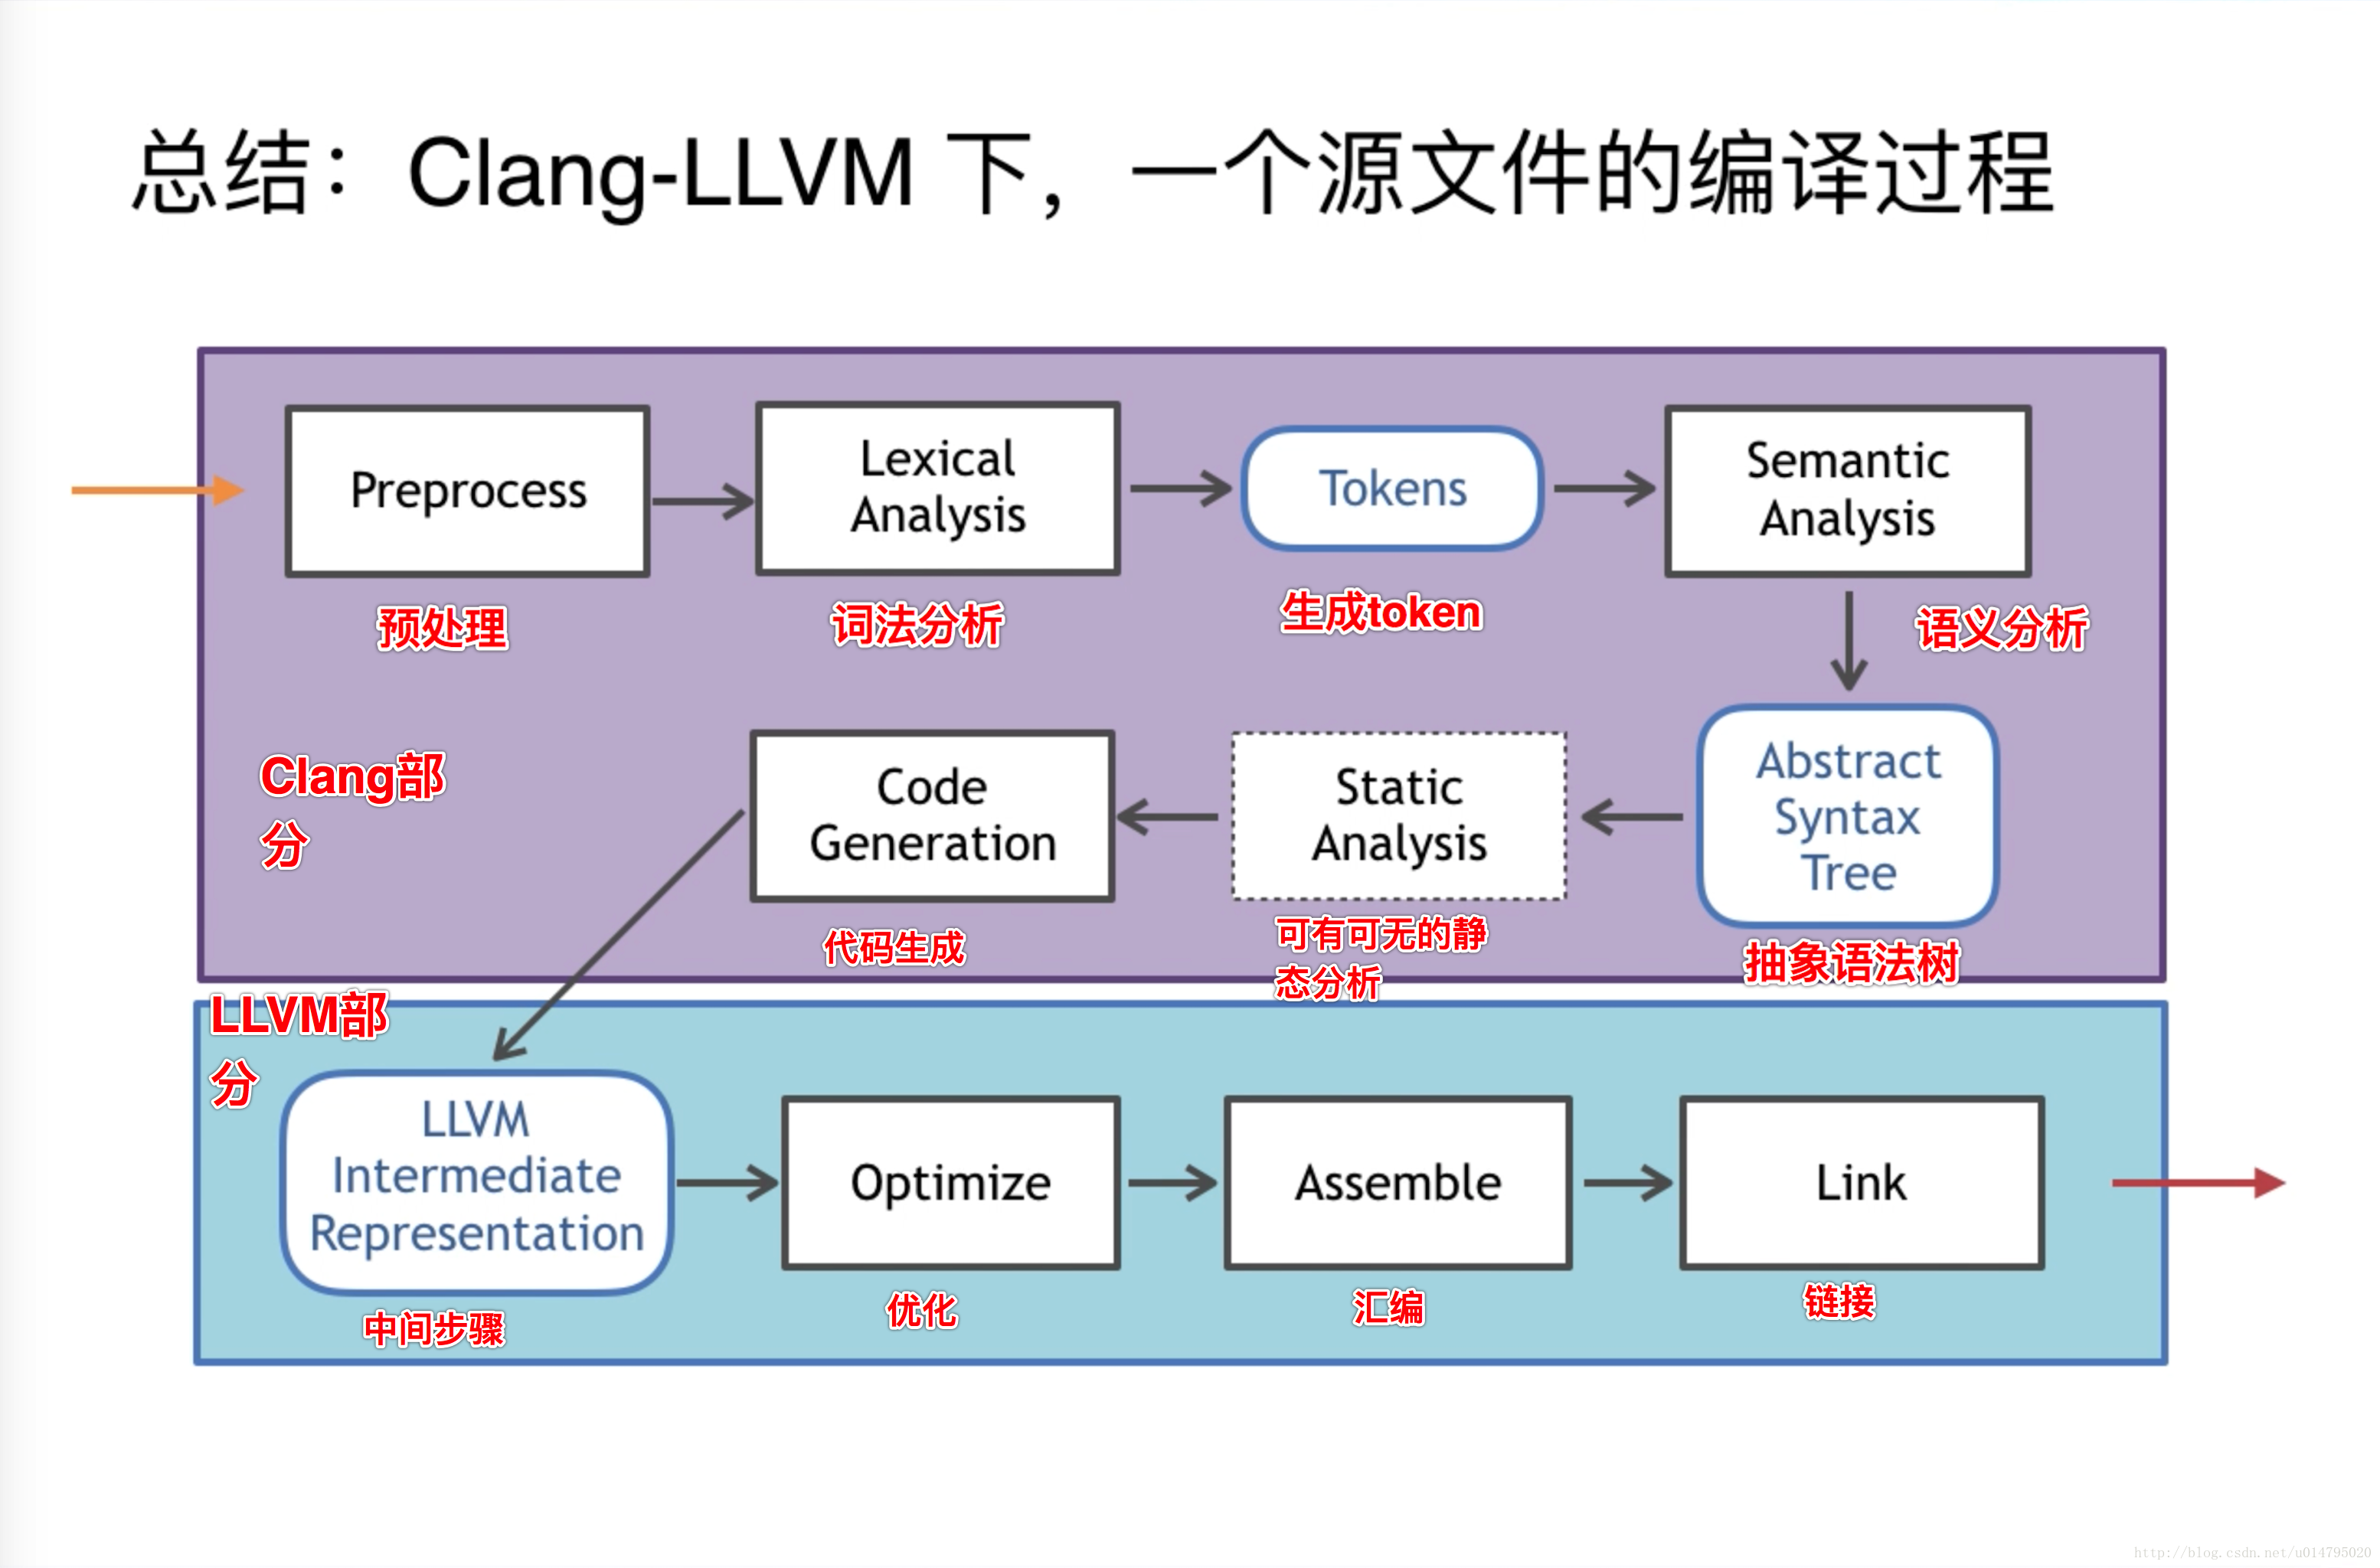 总结：Clang-LLVM 下，一个源文件的编译过程
Preprocess
Lexical
Analysis
Tokens
Semantic
Analysis
预处理
词法分析
生成token
语义分析
Clang部
分
Code
Generation
Static
Analysis
Abstract
Syntax
Tree
代码生成
可有可无的静
态分析
抽象语法树
LLVM部
分
LLVM
Intermediate
Representation
Optimize
Assemble
Link
中间步骤
优化
汇编
链接
http://blog.csdn.net/u014795020